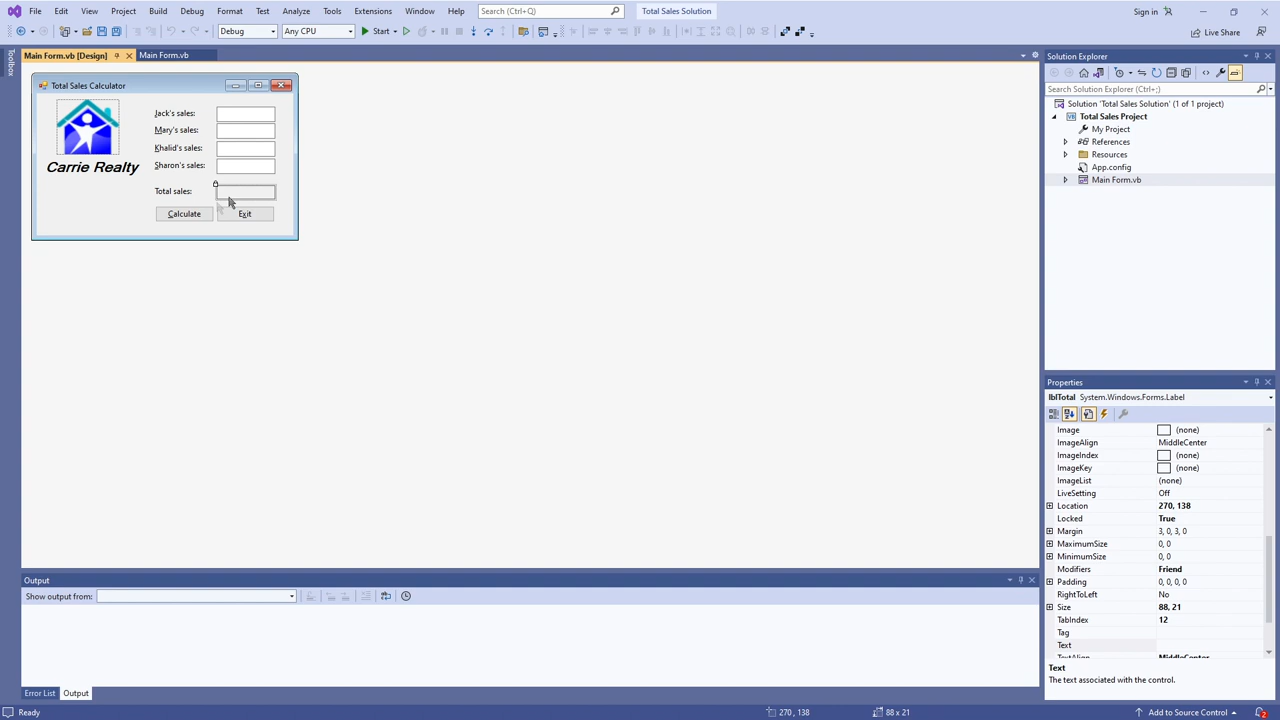 File Edit View Project Build Debug Format Test Analyze Tools Extensions Window Help Search (Ctrl+Q) Total Sales Solution Sign in
Debug Any CPU Start Live Share
Toolbox
Main Form.vb [Design] Main Form.vb
Total Sales Calculator
Jack's sales:
Mary's sales:
Khalid's sales:
Sharon's sales:
Carrie Realty
Total sales:
Calculate Exit
Output
Show output from:
Error List Output
Solution Explorer
Search Solution Explorer (Ctrl+;)
Solution 'Total Sales Solution' (1 of 1 project)
VB Total Sales Project
My Project
References
Resources
App.config
Main Form.vb
Properties
lblTotal System.Windows.Forms.Label
Image (none)
ImageAlign MiddleCenter
ImageIndex (none)
ImageKey (none)
ImageList (none)
LiveSetting Off
Location 270, 138
Locked True
Margin 3, 0, 3, 0
MaximumSize 0, 0
MinimumSize 0, 0
Modifiers Friend
Padding 0, 0, 0, 0
RightToLeft No
Size 88, 21
TabIndex 12
Tag
Text
TextAlign MiddleCenter
Text
The text associated with the control.
Ready 270 , 138 88 x 21 Add to Source Control 2